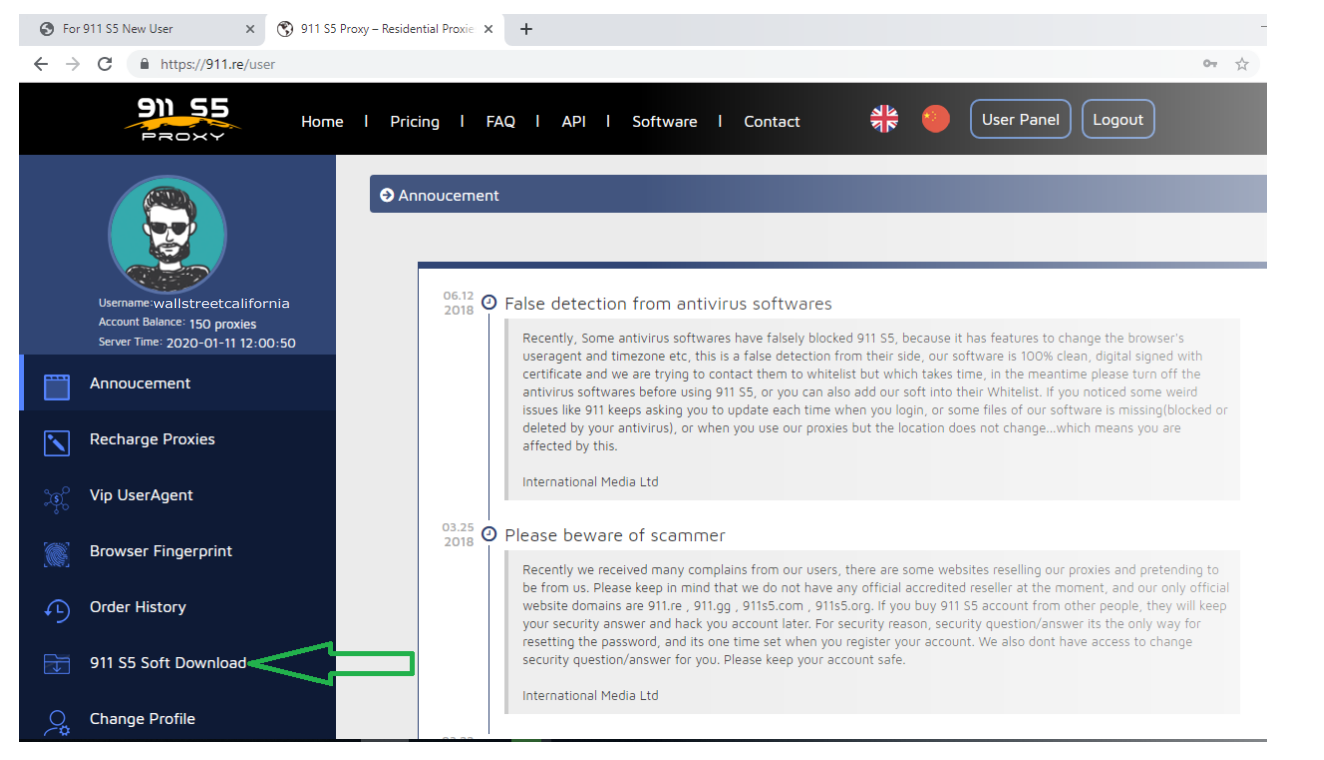 For 911 S5 New User
911 S5 Proxy – Residential Proxie
https://911.re/user
911 S5
PROXY
Home | Pricing | FAQ | API | Software | Contact
User Panel
Logout
Username:wallstreetcalifornia
Account Balance: 150 proxies
Server Time: 2020-01-11 12:00:50
Annoucement
Recharge Proxies
Vip UserAgent
Browser Fingerprint
Order History
911 S5 Soft Download
Change Profile
Annoucement
06.12
2018
False detection from antivirus softwares
Recently, Some antivirus softwares have falsely blocked 911 S5, because it has features to change the browser's
useragent and timezone etc, this is a false detection from their side, our software is 100% clean, digital signed with
certificate and we are trying to contact them to whitelist but which takes time, in the meantime please turn off the
antivirus softwares before using 911 S5, or you can also add our soft into their Whitelist. If you noticed some weird
issues like 911 keeps asking you to update each time when you login, or some files of our software is missing(blocked or
deleted by your antivirus), or when you use our proxies but the location does not change...which means you are
affected by this.
International Media Ltd
03.25
2018
Please beware of scammer
Recently we received many complains from our users, there are some websites reselling our proxies and pretending to
be from us. Please keep in mind that we do not have any official accredited reseller at the moment, and our only official
website domains are 911.re , 911.gg , 911s5.com , 911s5.org. If you buy 911 S5 account from other people, they will keep
your security answer and hack you account later. For security reason, security question/answer its the only way for
resetting the password, and its one time set when you register your account. We also dont have access to change
security question/answer for you. Please keep your account safe.
International Media Ltd